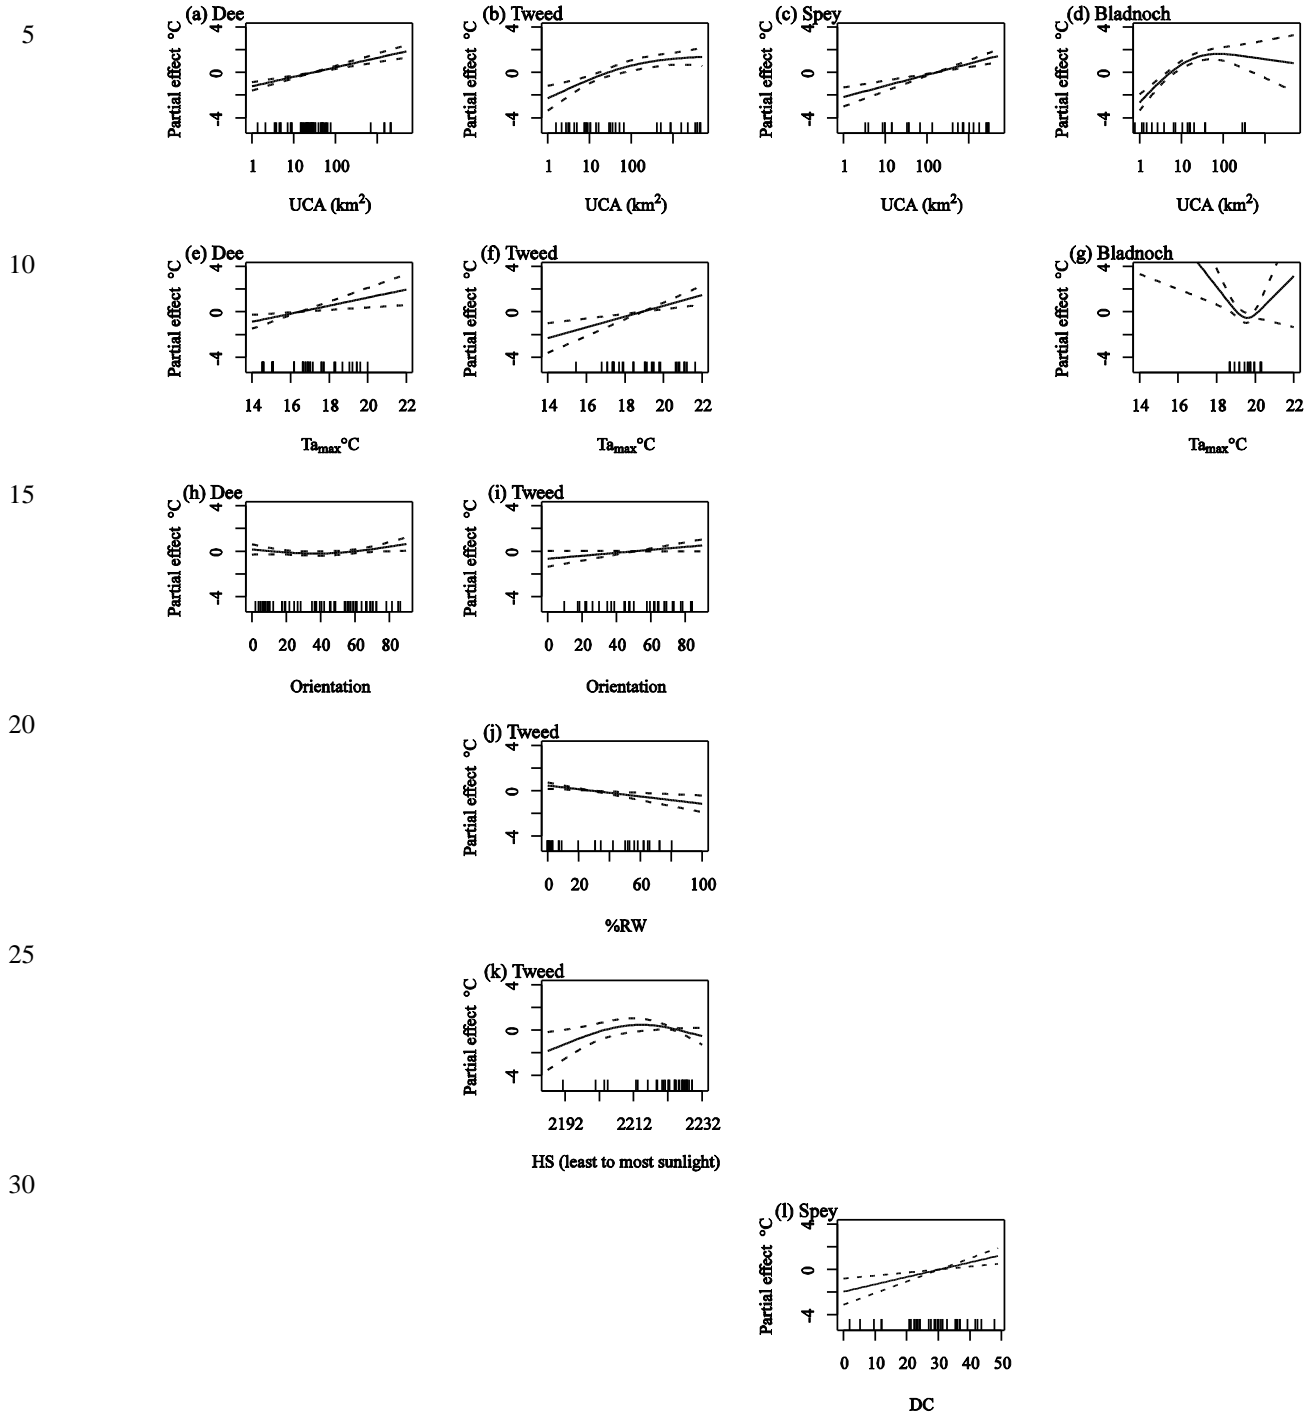 5
(a) Dee
(b) Tweed
(c) Spey
(d) Bladnoch
Partial effect °C
4
0
-4
1 10 100
UCA (km²)
Partial effect °C
4
0
-4
1 10 100
UCA (km²)
Partial effect °C
4
0
-4
1 10 100
UCA (km²)
Partial effect °C
4
0
-4
1 10 100
UCA (km²)
10
(e) Dee
(f) Tweed
(g) Bladnoch
Partial effect °C
4
0
-4
14 16 18 20 22
Tamax°C
Partial effect °C
4
0
-4
14 16 18 20 22
Tamax°C
Partial effect °C
4
0
-4
14 16 18 20 22
Tamax°C
15
(h) Dee
(i) Tweed
Partial effect °C
4
0
-4
0 20 40 60 80
Orientation
Partial effect °C
4
0
-4
0 20 40 60 80
Orientation
20
(j) Tweed
Partial effect °C
4
0
-4
0 20 60 100
%RW
25
(k) Tweed
Partial effect °C
4
0
-4
2192 2212 2232
HS (least to most sunlight)
30
(l) Spey
Partial effect °C
4
0
-4
0 10 20 30 40 50
DC